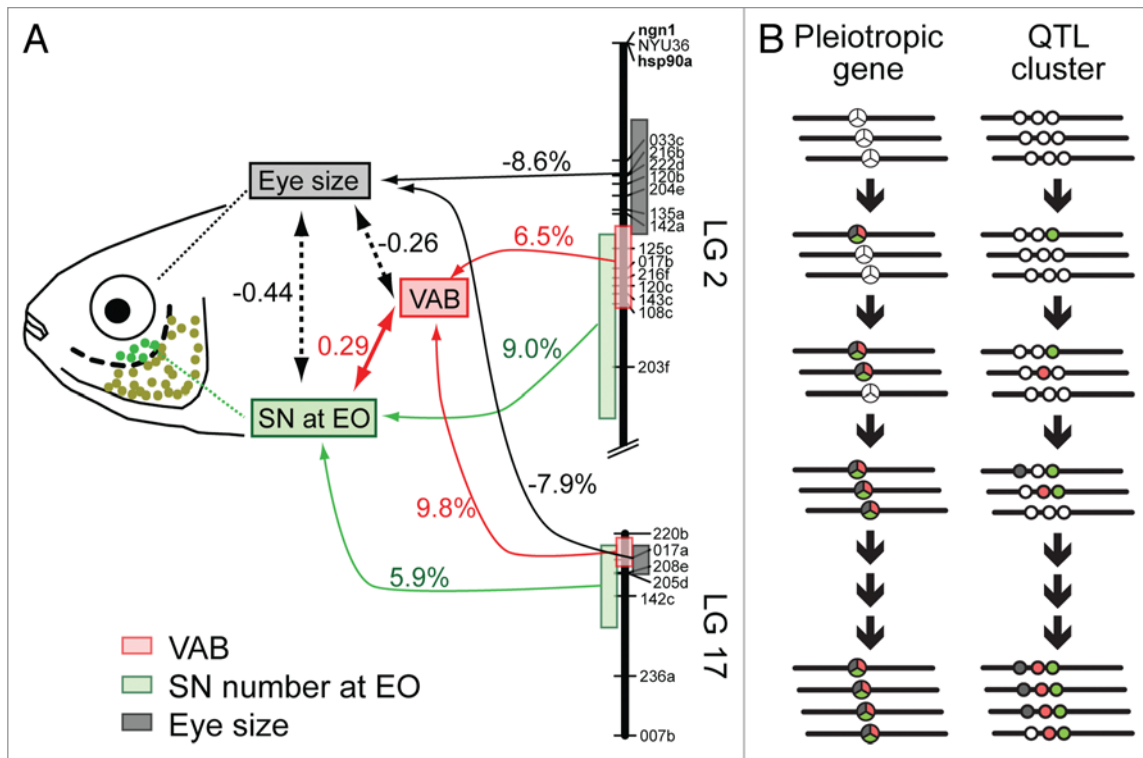 A
Eye size
-0.44
-0.26
VAB
0.29
SN at EO
-8.6%
6.5%
9.0%
-7.9%
9.8%
5.9%
ngn1
NYU36
hsp90a
033c
216b
222d
120b
204e
135a
142a
125c
017b
216f
120c
143c
108c
203f
LG 2
220b
017a
208e
205d
142c
236a
007b
LG 17
VAB
SN number at EO
Eye size
B
Pleiotropic
gene
QTL
cluster